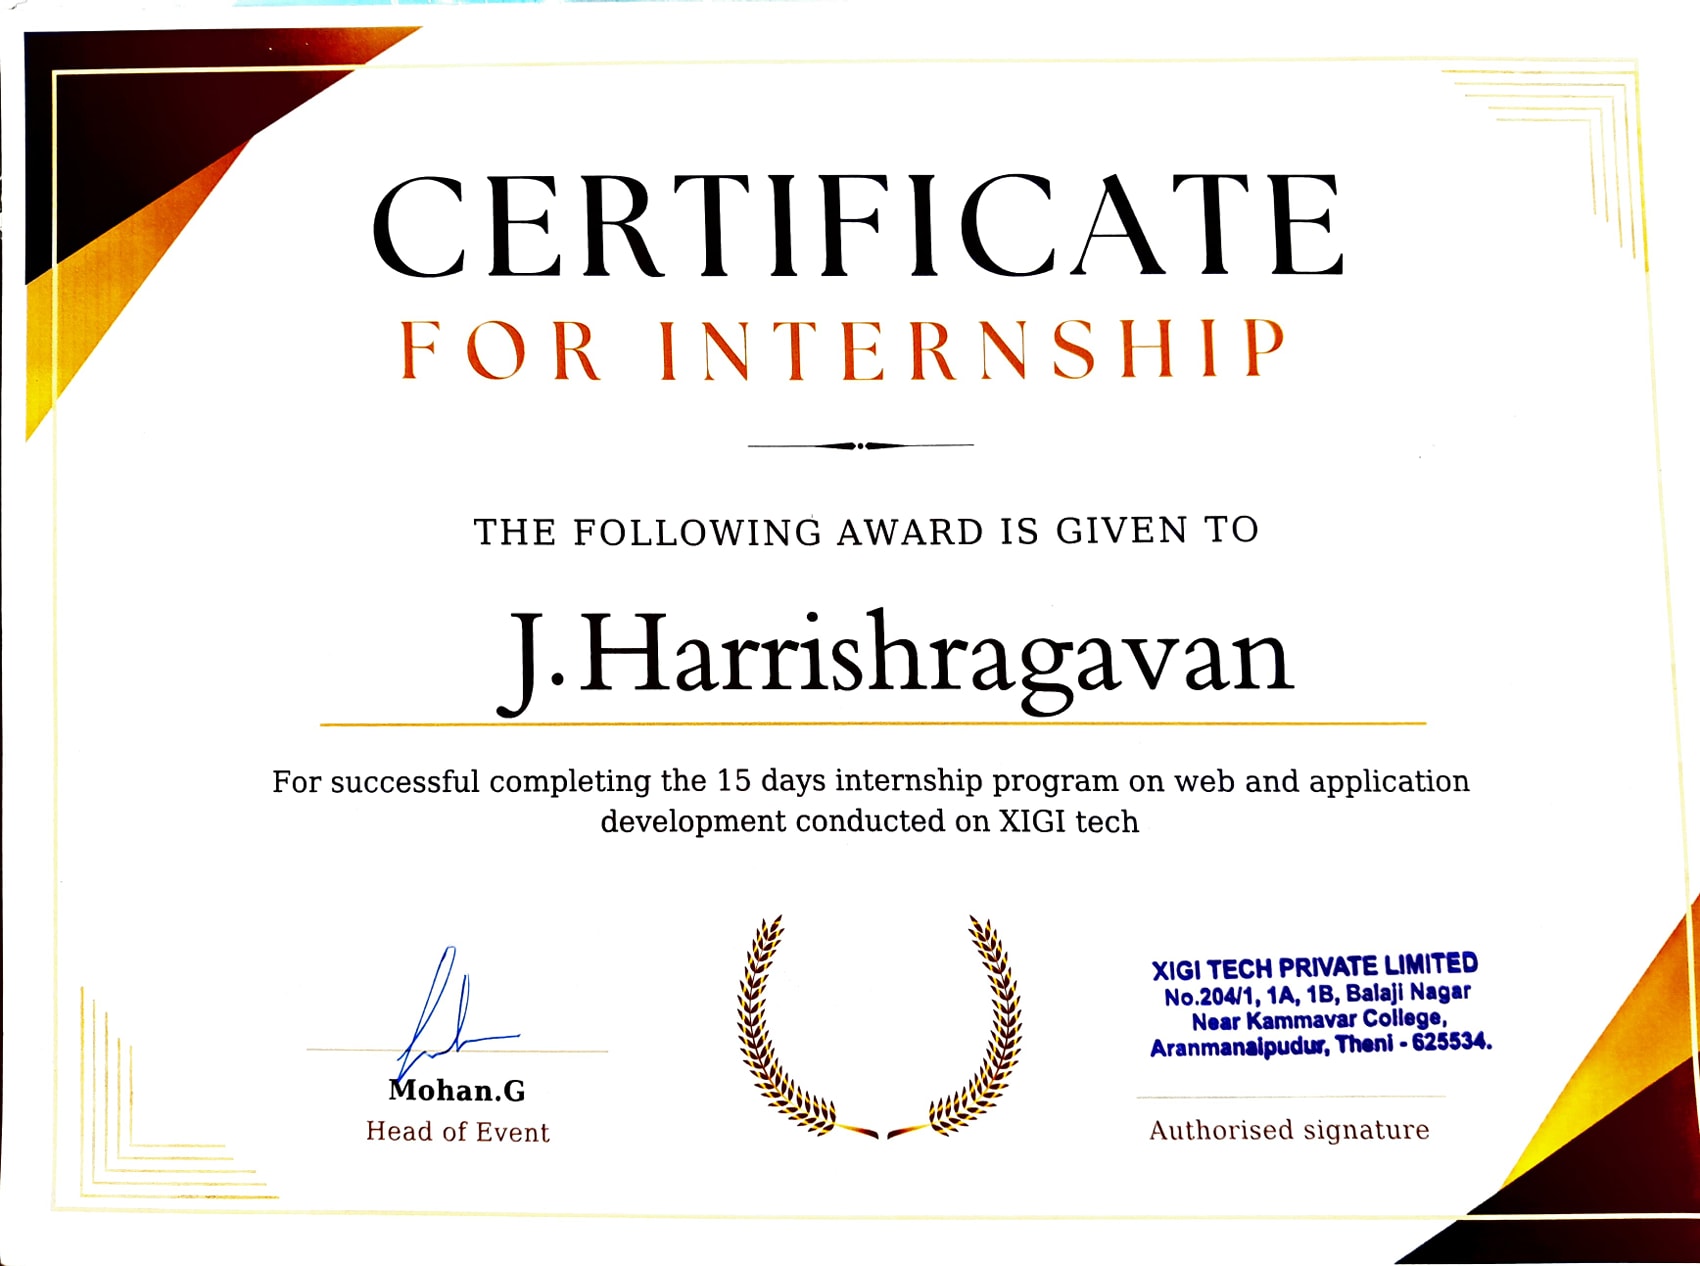 CERTIFICATE
FOR INTERNSHIP
THE FOLLOWING AWARD IS GIVEN TO
J.Harrishragavan
For successful completing the 15 days internship program on web and application
development conducted on XIGI tech
Mohan.G
Head of Event
XIGI TECH PRIVATE LIMITED
No.204/1, 1A, 1B, Balaji Nagar
Near Kammavar College,
Aranmanaipudur, Theni - 625534.
Authorised signature